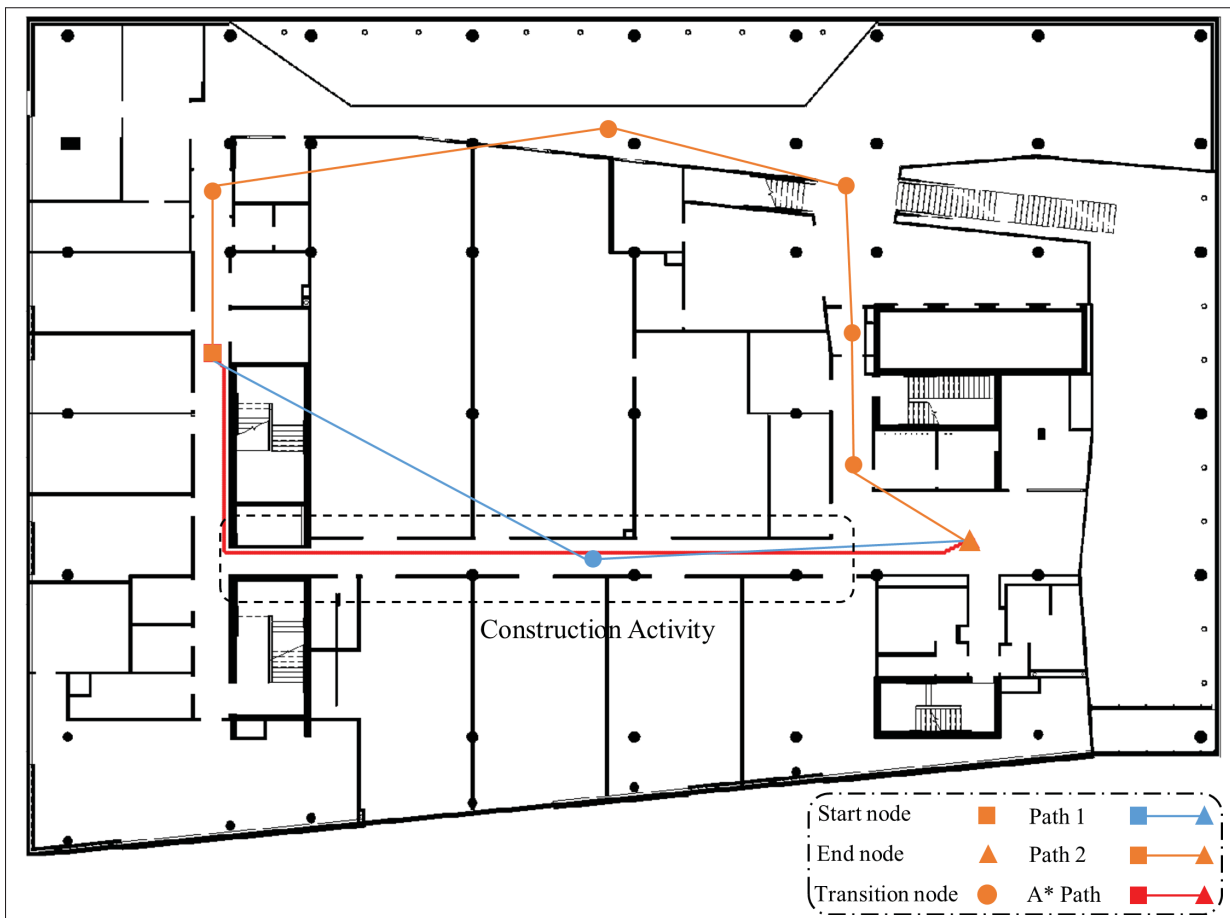 Construction Activity
Start node Path 1
End node Path 2
Transition node A* Path